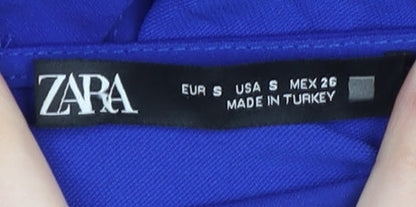 ZARA
EUR S USA S MEX 26
MADE IN TURKEY